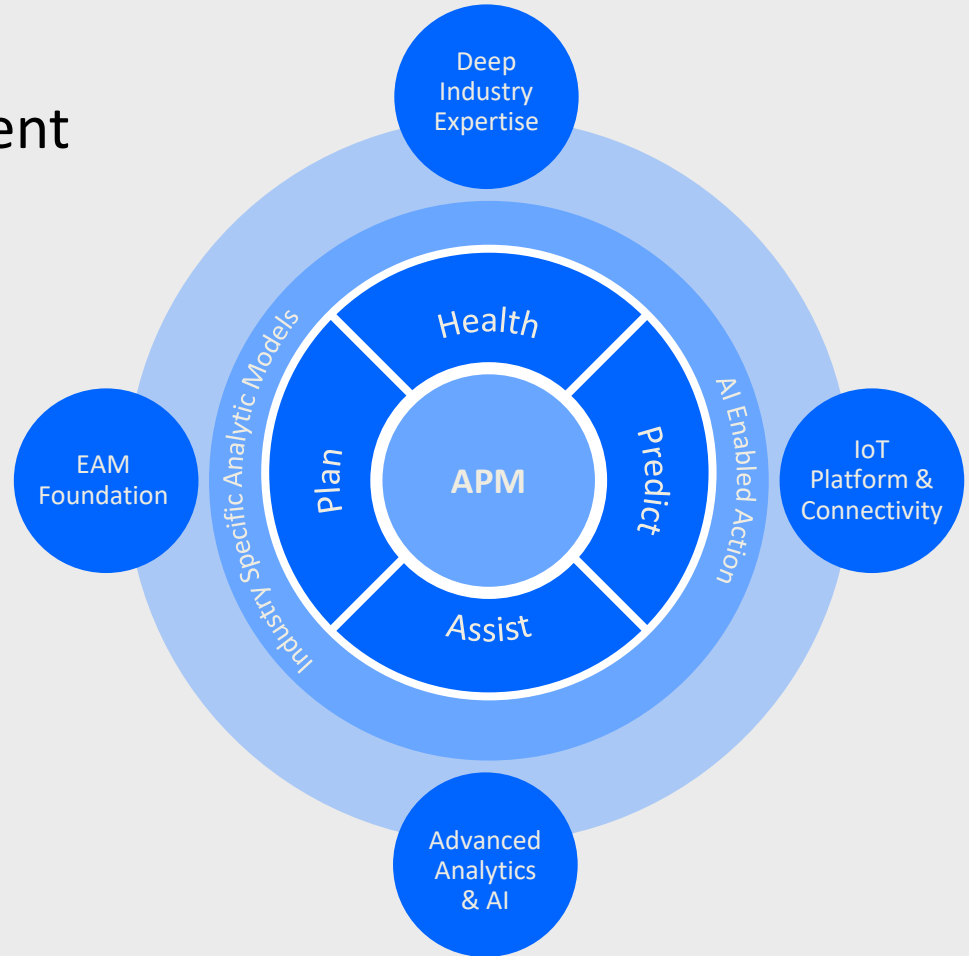 ent
Deep
Industry
Expertise
Health
Industry Specific Analytic Models
AI Enabled Action
Plan
Predict
APM
EAM
Foundation
IoT
Platform &
Connectivity
Assist
Advanced
Analytics
& AI